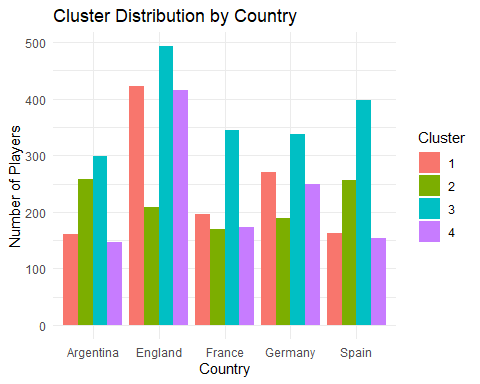 Cluster Distribution by Country
500
400
300
200
100
0
Number of Players
Argentina England France Germany Spain
Country
Cluster
1
2
3
4